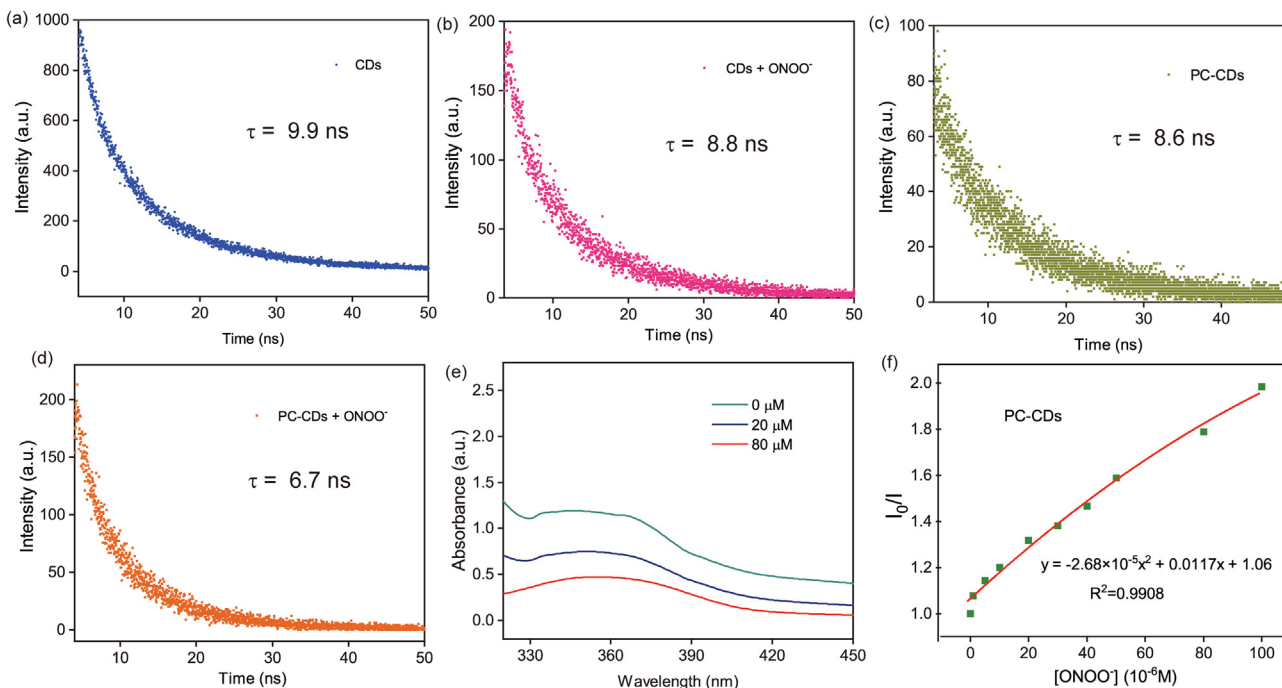 (a)
1000
800
600
400
200
0
10
20
30
40
50
Intensity (a.u.)
Time (ns)
CDs
τ = 9.9 ns
(b)
200
150
100
50
0
10
20
30
40
50
Intensity (a.u.)
Time (ns)
CDs + ONOO⁻
τ = 8.8 ns
(c)
100
80
60
40
20
0
10
20
30
40
Intensity (a.u.)
Time (ns)
PC-CDs
τ = 8.6 ns
(d)
200
150
100
50
0
10
20
30
40
50
Intensity (a.u.)
Time (ns)
PC-CDs + ONOO⁻
τ = 6.7 ns
(e)
2.5
2.0
1.5
1.0
0.5
0.0
330
360
390
420
450
Absorbance (a.u.)
Wavelength (nm)
0 μM
20 μM
80 μM
(f)
2.0
1.8
1.6
1.4
1.2
1.0
0
20
40
60
80
100
I₀/I
[ONOO⁻] (10⁻⁶M)
PC-CDs
y = -2.68×10⁻⁵x² + 0.0117x + 1.06
R²=0.9908